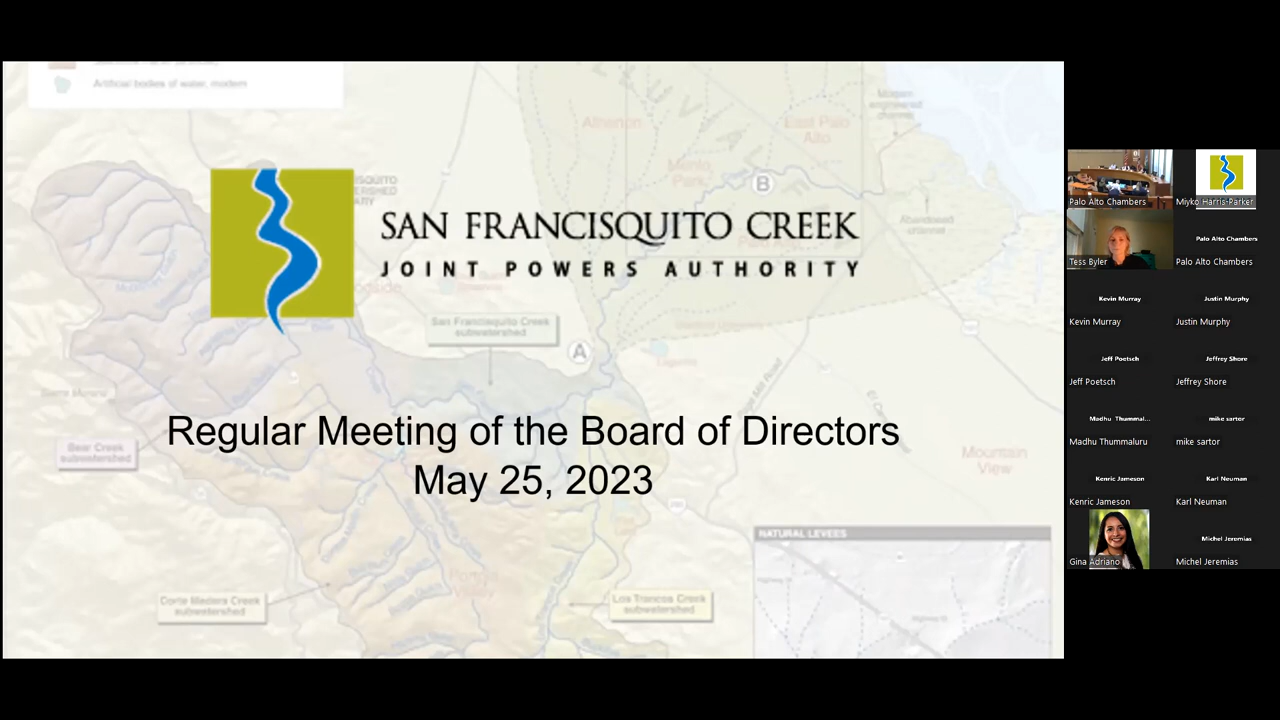 Artificial bodies of water, modern
Atherton
East Palo
Alto
Menlo
Park
B
Abandoned
channel
SAN FRANCISQUITO CREEK
JOINT POWERS AUTHORITY
San Francisquito Creek
subwatershed
A
Regular Meeting of the Board of Directors
May 25, 2023
Bear Creek
subwatershed
Mountain
View
NATURAL LEVEES
Corte Madera Creek
subwatershed
Los Trancos Creek
subwatershed
Palo Alto Chambers
Miyko Harris-Parker
Tess Byler
Palo Alto Chambers
Palo Alto Chambers
Kevin Murray
Justin Murphy
Kevin Murray
Justin Murphy
Jeff Poetsch
Jeffrey Shore
Jeff Poetsch
Jeffrey Shore
Madhu Thummal...
mike sartor
Madhu Thummaluru
mike sartor
Kenric Jameson
Karl Neuman
Kenric Jameson
Karl Neuman
Michel Jeremias
Gina Adriano
Michel Jeremias